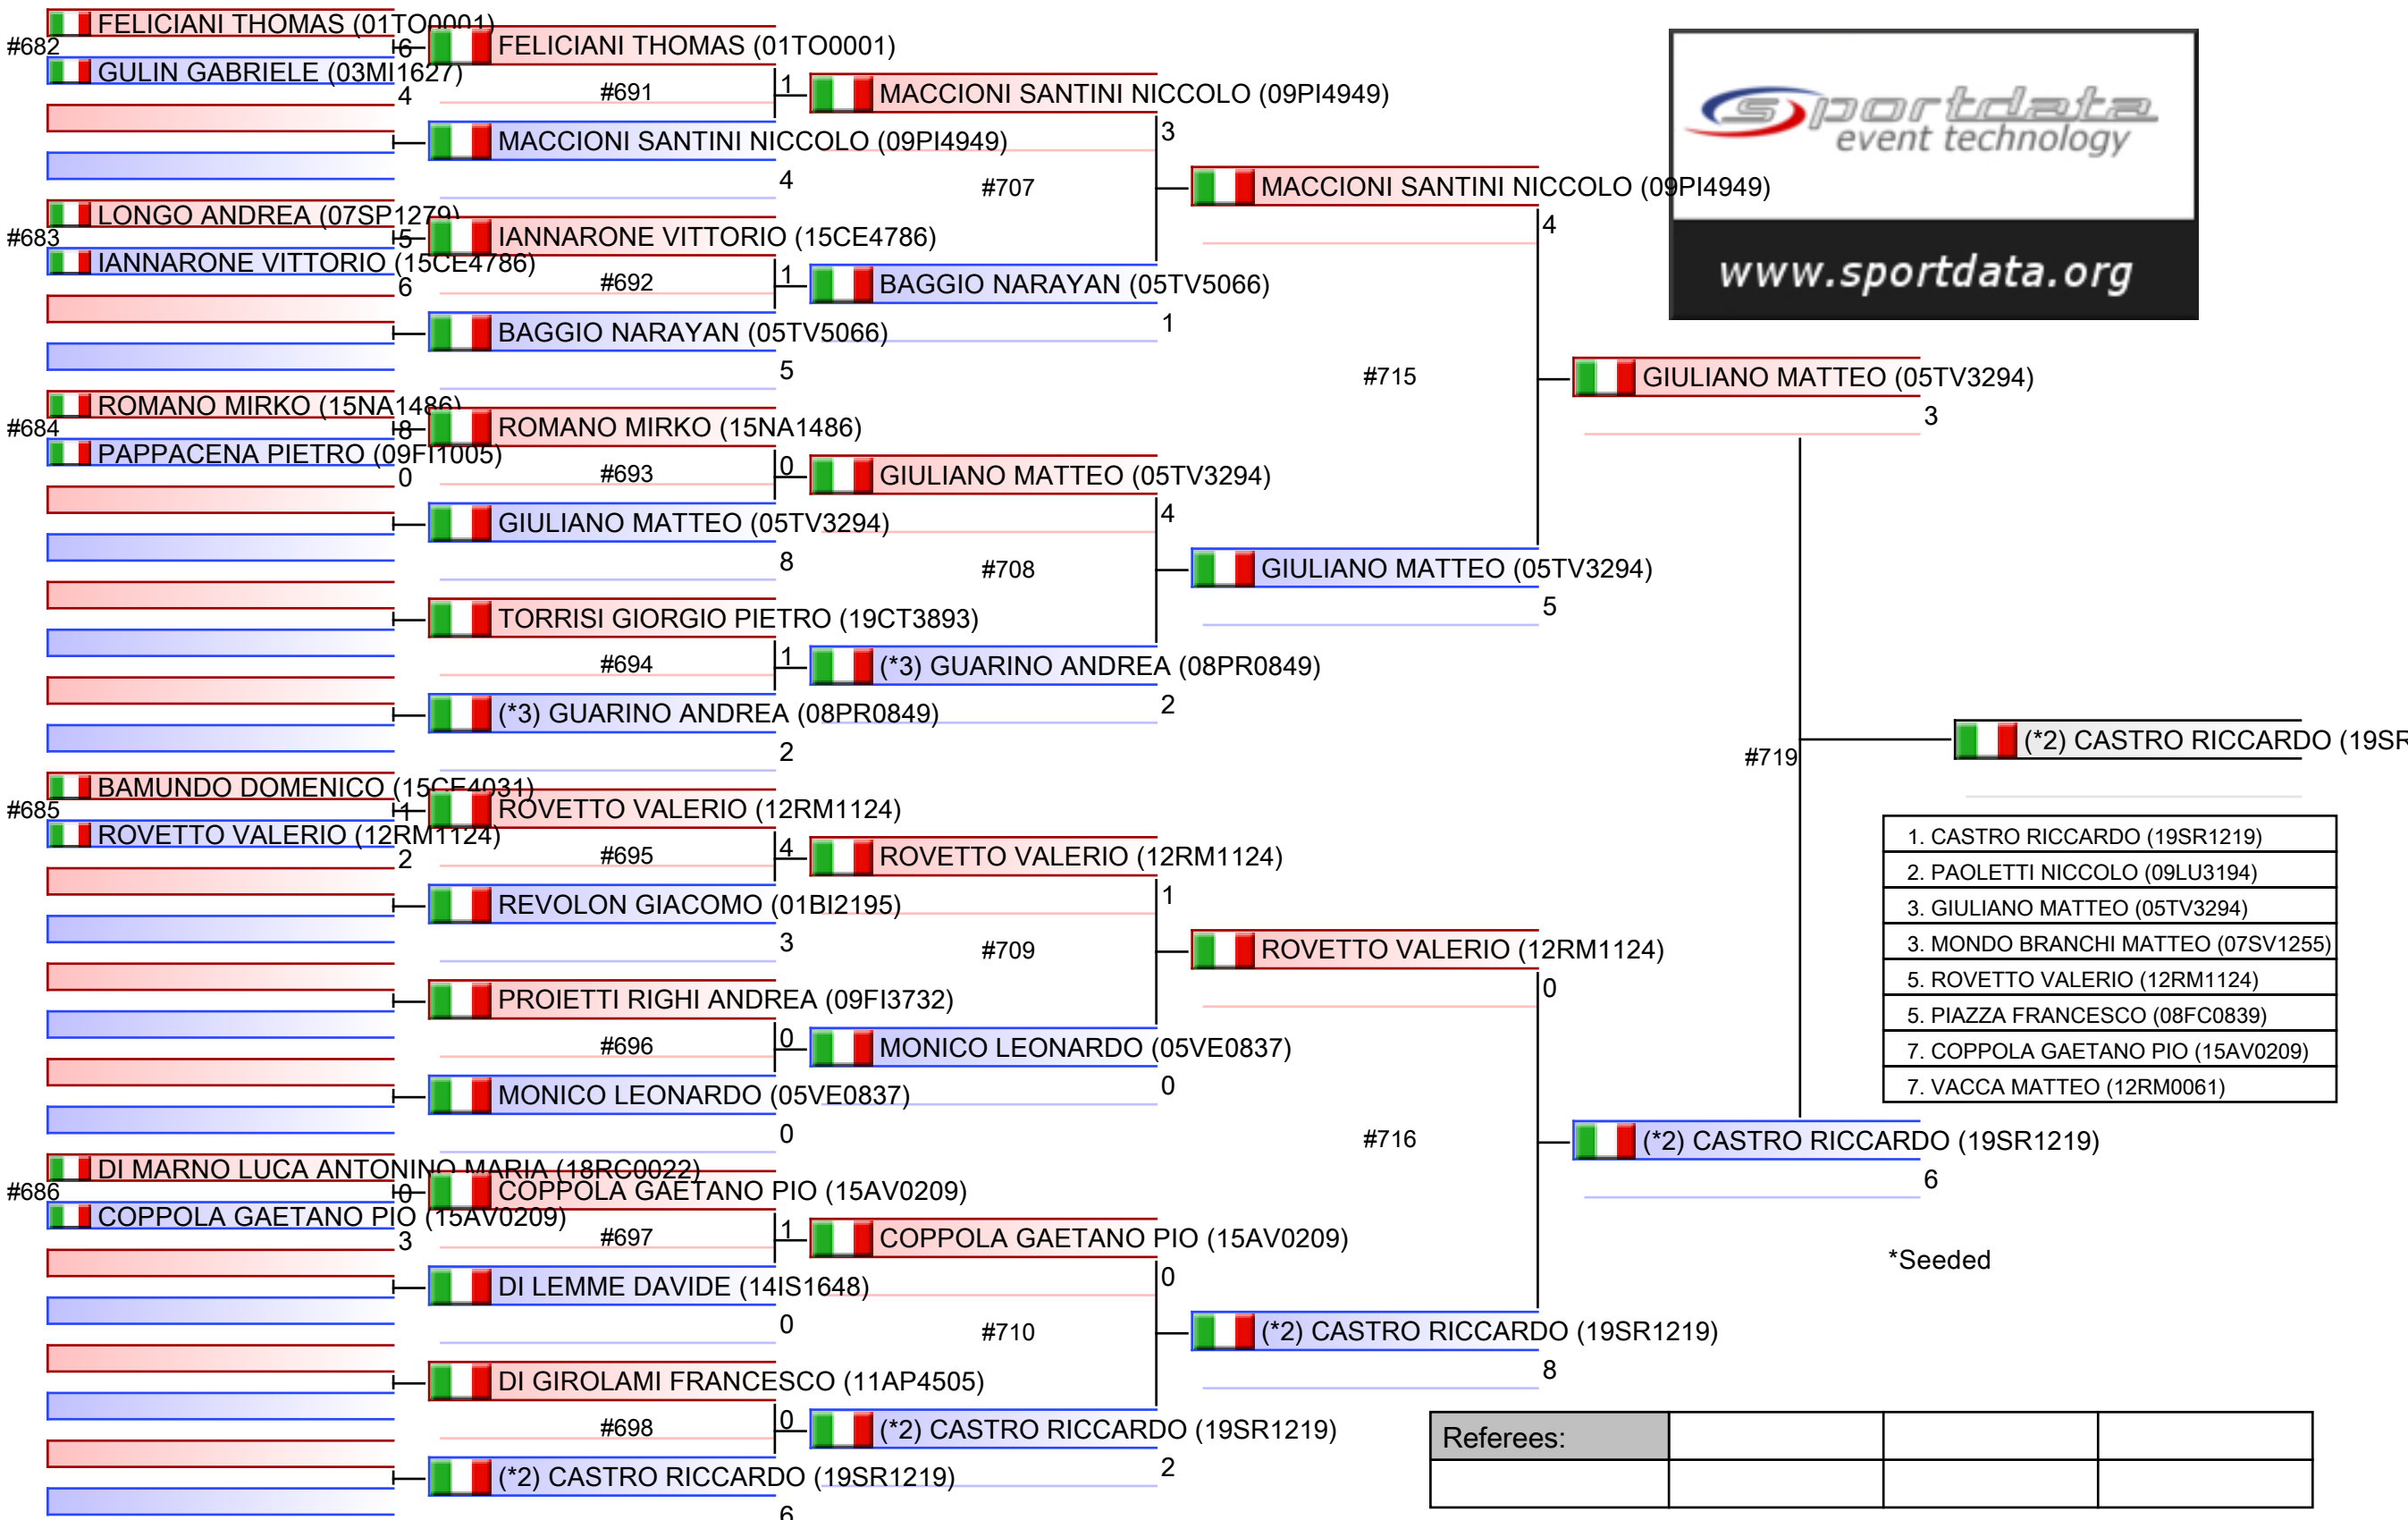 FELICIANI THOMAS (01TO0001)
#682
6
GULIN GABRIELE (03MI1627)
4
LONGO ANDREA (07SP1279)
#683
5
IANNARONE VITTORIO (15CE4786)
6
ROMANO MIRKO (15NA1486)
#684
8
PAPPACENA PIETRO (09FI1005)
0
BAMUNDO DOMENICO (15CE4031)
#685
1
ROVETTO VALERIO (12RM1124)
2
DI MARNO LUCA ANTONINO MARIA (18RC0022)
#686
0
COPPOLA GAETANO PIO (15AV0209)
3
FELICIANI THOMAS (01TO0001)
#691
1
MACCIONI SANTINI NICCOLO (09PI4949)
4
IANNARONE VITTORIO (15CE4786)
#692
1
BAGGIO NARAYAN (05TV5066)
5
ROMANO MIRKO (15NA1486)
#693
0
GIULIANO MATTEO (05TV3294)
8
TORRISI GIORGIO PIETRO (19CT3893)
#694
1
(*3) GUARINO ANDREA (08PR0849)
2
ROVETTO VALERIO (12RM1124)
#695
4
REVOLON GIACOMO (01BI2195)
3
PROIETTI RIGHI ANDREA (09FI3732)
#696
0
MONICO LEONARDO (05VE0837)
0
COPPOLA GAETANO PIO (15AV0209)
#697
1
DI LEMME DAVIDE (14IS1648)
0
DI GIROLAMI FRANCESCO (11AP4505)
#698
0
(*2) CASTRO RICCARDO (19SR1219)
6
MACCIONI SANTINI NICCOLO (09PI4949)
3
#707
BAGGIO NARAYAN (05TV5066)
1
GIULIANO MATTEO (05TV3294)
4
#708
(*3) GUARINO ANDREA (08PR0849)
2
ROVETTO VALERIO (12RM1124)
1
#709
MONICO LEONARDO (05VE0837)
0
COPPOLA GAETANO PIO (15AV0209)
0
#710
(*2) CASTRO RICCARDO (19SR1219)
2
MACCIONI SANTINI NICCOLO (09PI4949)
4
#715
GIULIANO MATTEO (05TV3294)
5
ROVETTO VALERIO (12RM1124)
0
#716
(*2) CASTRO RICCARDO (19SR1219)
8
GIULIANO MATTEO (05TV3294)
3
#719
(*2) CASTRO RICCARDO (19SR1219)
6
(*2) CASTRO RICCARDO (19SR
sportdata
event technology
www.sportdata.org
1. CASTRO RICCARDO (19SR1219)
2. PAOLETTI NICCOLO (09LU3194)
3. GIULIANO MATTEO (05TV3294)
3. MONDO BRANCHI MATTEO (07SV1255)
5. ROVETTO VALERIO (12RM1124)
5. PIAZZA FRANCESCO (08FC0839)
7. COPPOLA GAETANO PIO (15AV0209)
7. VACCA MATTEO (12RM0061)
*Seeded
Referees: